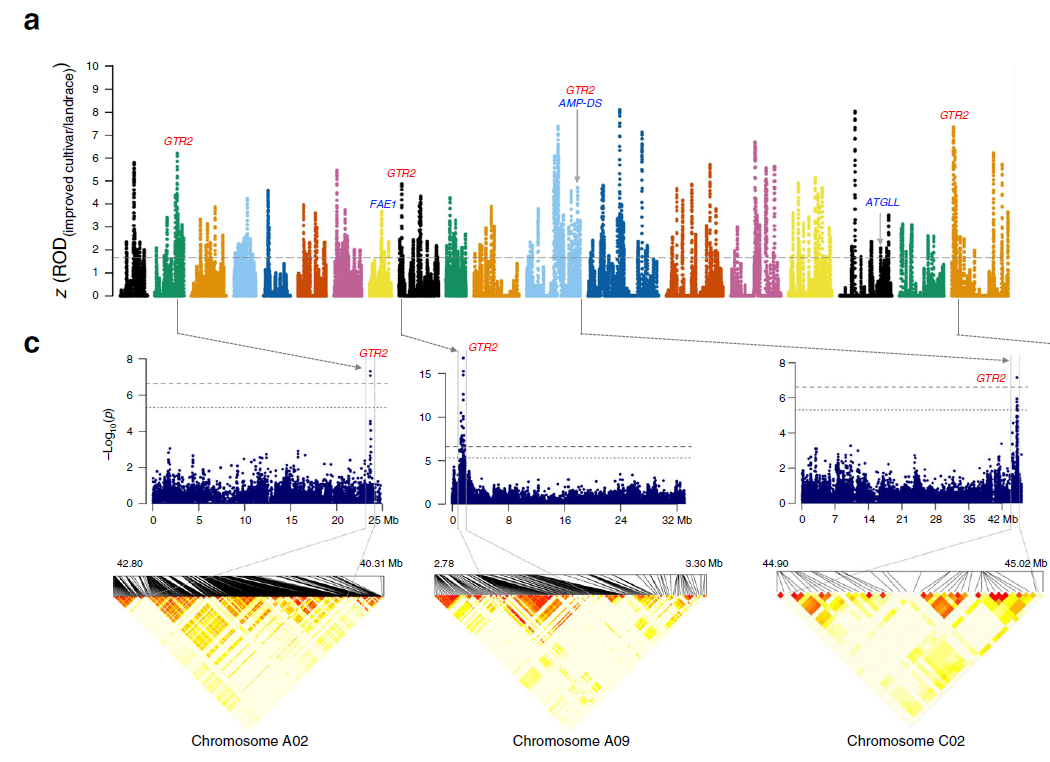 a
z (ROD(improved cultivar/landrace))
10
9
8
7
6
5
4
3
2
1
0
GTR2
FAE1
GTR2
GTR2
AMP-DS
ATGLL
GTR2
c
−Log10(p)
8
6
4
2
0
GTR2
0 5 10 15 20 25 Mb
15
10
5
0
GTR2
0 8 16 24 32 Mb
8
6
4
2
0
GTR2
0 7 14 21 28 35 42 Mb
42.80 40.31 Mb
2.78 3.30 Mb
44.90 45.02 Mb
Chromosome A02
Chromosome A09
Chromosome C02